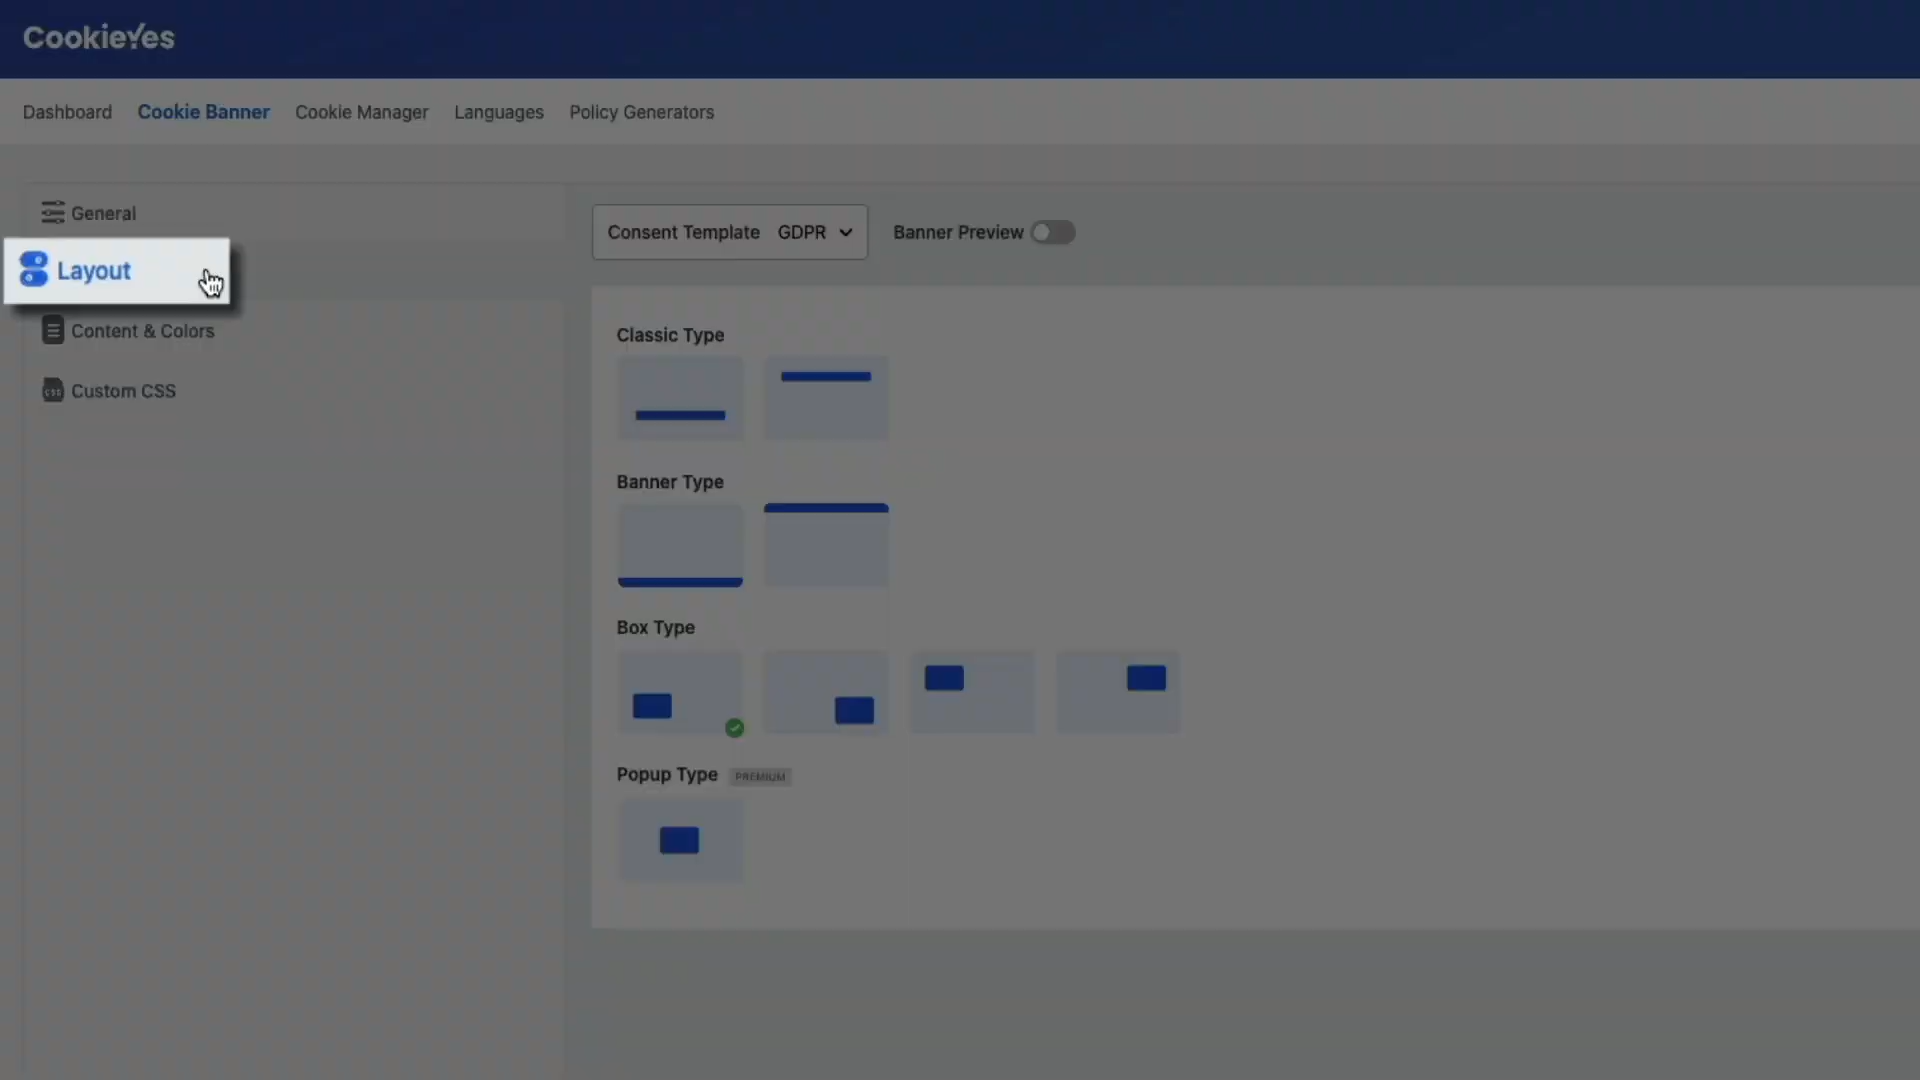 CookieYes
Dashboard Cookie Banner Cookie Manager Languages Policy Generators
General
Layout
Content & Colors
CSS Custom CSS
Consent Template GDPR Banner Preview
Classic Type
Banner Type
Box Type
Popup Type PREMIUM